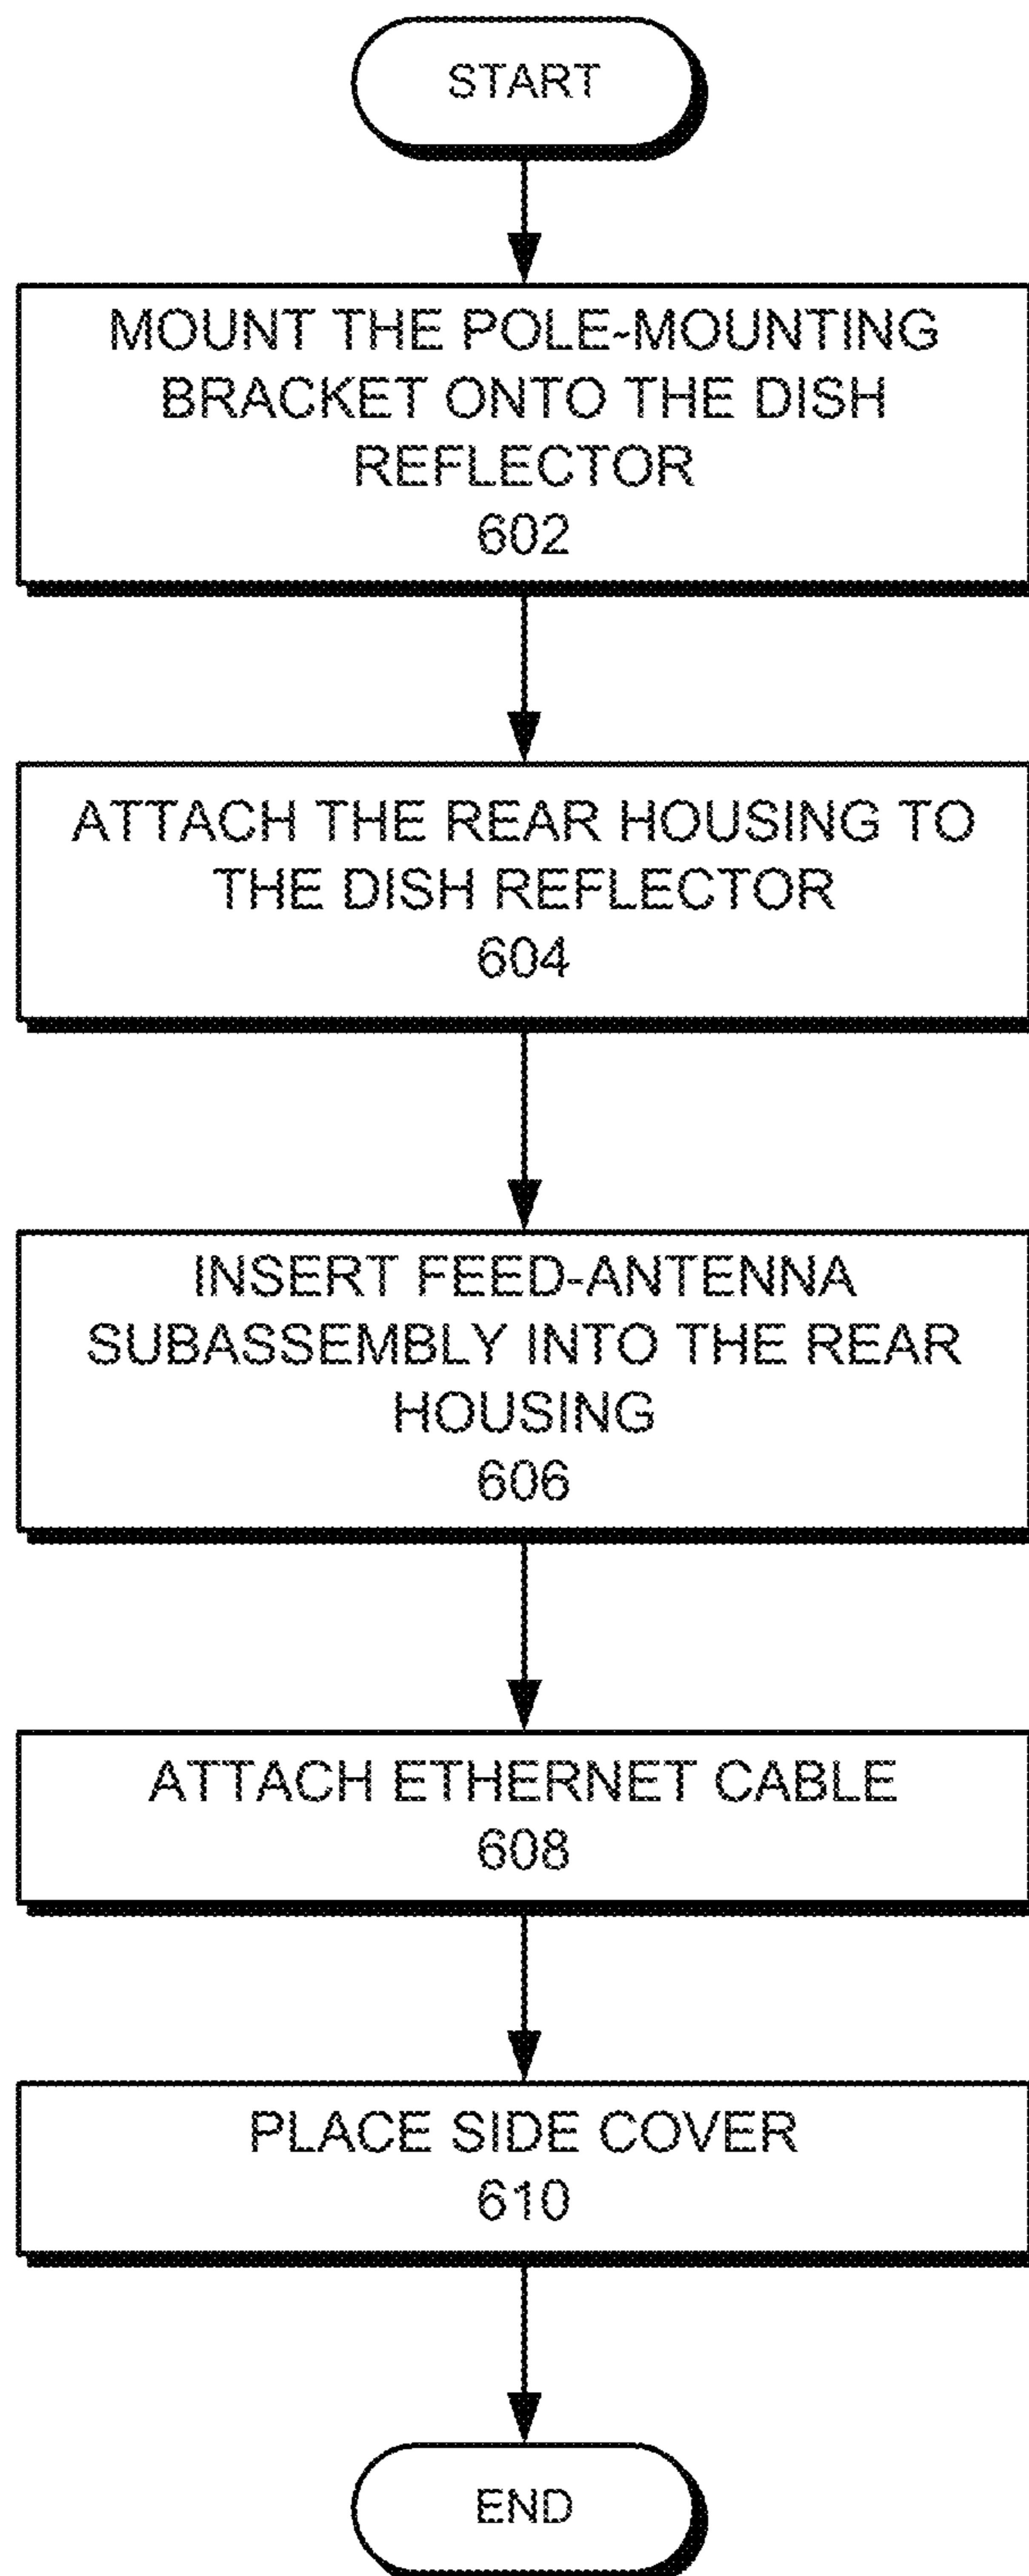 START
MOUNT THE POLE-MOUNTING
BRACKET ONTO THE DISH
REFLECTOR
602
ATTACH THE REAR HOUSING TO
THE DISH REFLECTOR
604
INSERT FEED-ANTENNA
SUBASSEMBLY INTO THE REAR
HOUSING
606
ATTACH ETHERNET CABLE
608
PLACE SIDE COVER
610
END